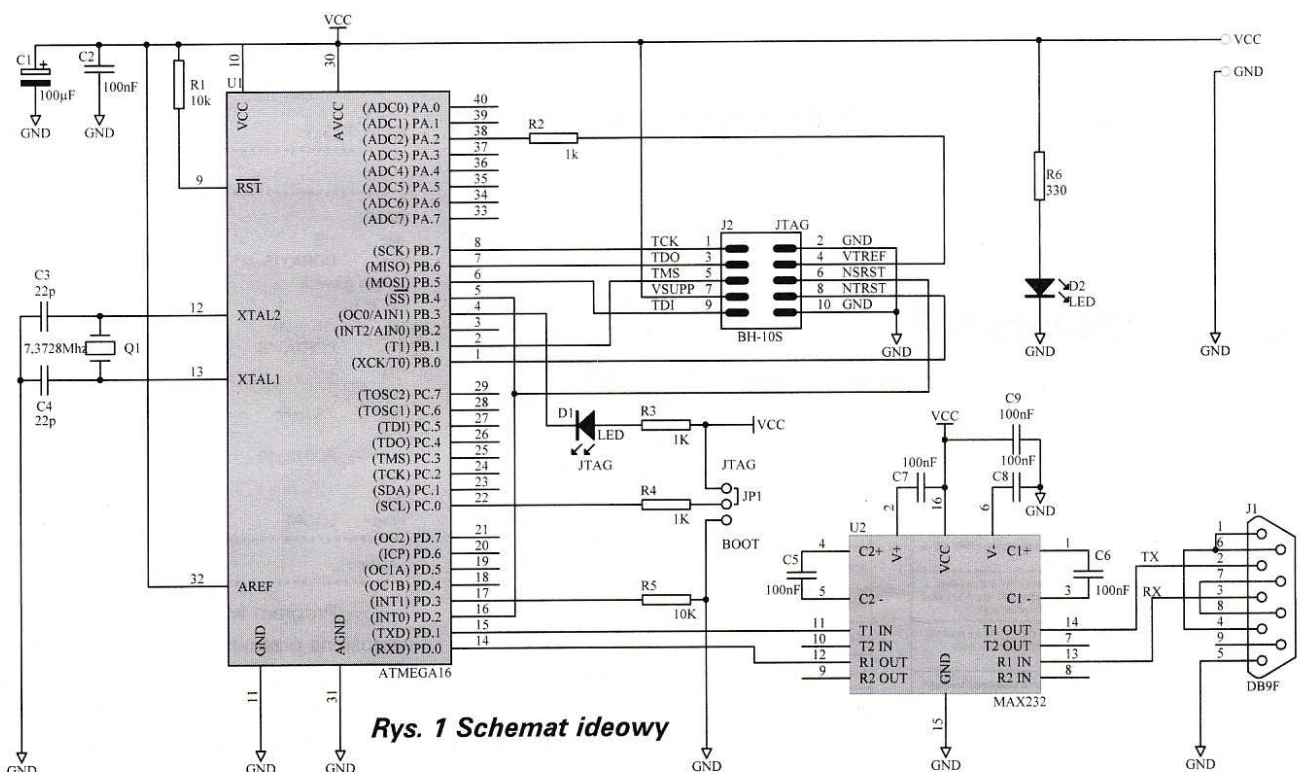 VCC
VCC
GND
C1
+
100µF
GND
C2
100nF
GND
R1
10k
U1
10
VCC
30
AVCC
9
RST
C3
22p
12
XTAL2
7,3728Mhz
Q1
13
XTAL1
C4
22p
32
AREF
GND
11
AGND
31
GND
GND
GND
ATMEGA16
(ADC0) PA.0
40
(ADC1) PA.1
39
(ADC2) PA.2
38
(ADC3) PA.3
37
(ADC4) PA.4
36
(ADC5) PA.5
35
(ADC6) PA.6
34
(ADC7) PA.7
33
(SCK) PB.7
8
(MISO) PB.6
7
(MOSI) PB.5
6
(SS) PB.4
5
(OC0/AIN1) PB.3
4
(INT2/AIN0) PB.2
3
(T1) PB.1
2
(XCK/T0) PB.0
1
(TOSC2) PC.7
29
(TOSC1) PC.6
28
(TDI) PC.5
27
(TDO) PC.4
26
(TMS) PC.3
25
(TCK) PC.2
24
(SDA) PC.1
23
(SCL) PC.0
22
(OC2) PD.7
21
(ICP) PD.6
20
(OC1A) PD.5
19
(OC1B) PD.4
18
(INT1) PD.3
17
(INT0) PD.2
16
(TXD) PD.1
15
(RXD) PD.0
14
R2
1k
J2
JTAG
TCK
1
2
GND
TDO
3
4
VTREF
TMS
5
6
NSRST
VSUPP
7
8
NTRST
TDI
9
10
GND
BH-10S
GND
R6
330
D2
LED
GND
GND
D1
LED
JTAG
R3
1K
VCC
JTAG
R4
1K
JP1
BOOT
R5
10K
GND
VCC
C9
100nF
100nF
C7
100nF
C8
GND
2
16
6
U2
V+
VCC
V-
4
C2+
C1+
1
C5
100nF
C6
100nF
5
C2 -
C1 -
3
11
T1 IN
T1 OUT
14
10
T2 IN
T2 OUT
7
12
R1 OUT
R1 IN
13
9
R2 OUT
R2 IN
8
GND
MAX232
15
GND
TX
RX
J1
1
6
2
7
3
8
4
9
5
DB9F
GND
Rys. 1 Schemat ideowy